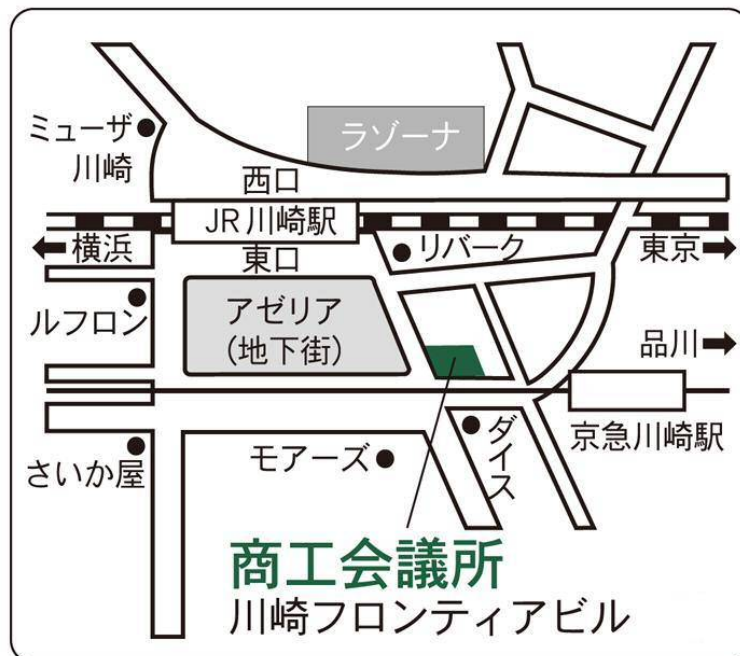 ラゾーナ
ミューザ
川崎
西口
JR川崎駅
東口
横浜
リバーク
東京
ルフロン
アゼリア
(地下街)
品川
京急川崎駅
さいか屋
モアーズ
ダイス
商工会議所
川崎フロンティアビル